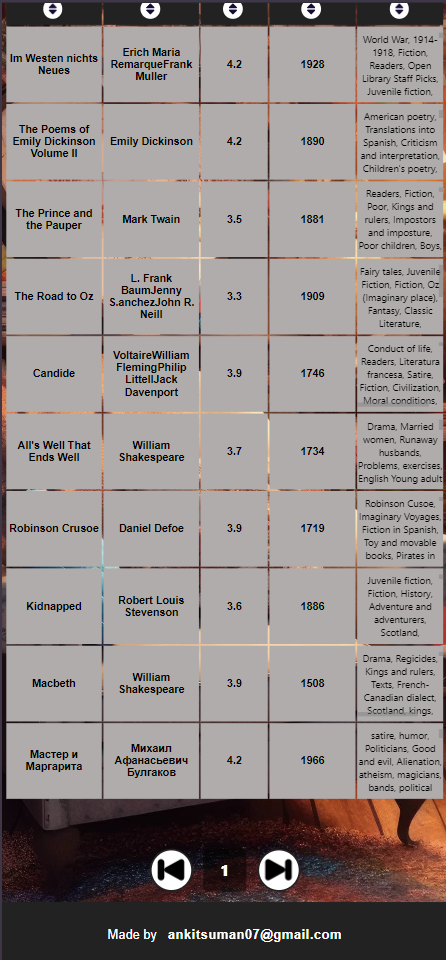 Im Westen nichts
Neues
Erich Maria
RemarqueFrank
Muller
4.2
1928
World War, 1914-
1918, Fiction,
Readers, Open
Library Staff Picks,
Juvenile fiction,
The Poems of
Emily Dickinson
Volume II
Emily Dickinson
4.2
1890
American poetry,
Translations into
Spanish, Criticism
and interpretation,
Children's poetry,
The Prince and
the Pauper
Mark Twain
3.5
1881
Readers, Fiction,
Poor, Kings and
rulers, Impostors
and imposture,
Poor children, Boys,
The Road to Oz
L. Frank
BaumJenny
S.anchezJohn R.
Neill
3.3
1909
Fairy tales, Juvenile
Fiction, Fiction, Oz
(Imaginary place),
Fantasy, Classic
Literature,
Candide
VoltaireWilliam
FlemingPhilip
LittellJack
Davenport
3.9
1746
Conduct of life,
Readers, Literatura
francesa, Satire,
Fiction, Civilization,
Moral conditions,
All's Well That
Ends Well
William
Shakespeare
3.7
1734
Drama, Married
women, Runaway
husbands,
Problems, exercises,
English Young adult
Robinson Crusoe
Daniel Defoe
3.9
1719
Robinson Cusoe,
Imaginary Voyages,
Fiction in Spanish,
Toy and movable
books, Pirates in
Kidnapped
Robert Louis
Stevenson
3.6
1886
Juvenile fiction,
Fiction, History,
Adventure and
adventurers,
Scotland,
Macbeth
William
Shakespeare
3.9
1508
Drama, Regicides,
Kings and rulers,
Texts, French-
Canadian dialect,
Scotland, kings,
Мастер и
Маргарита
Михаил
Афанасьевич
Булгаков
4.2
1966
satire, humor,
Politicians, Good
and evil, Alienation,
atheism, magicians,
bands, political
1
Made by ankitsuman07@gmail.com